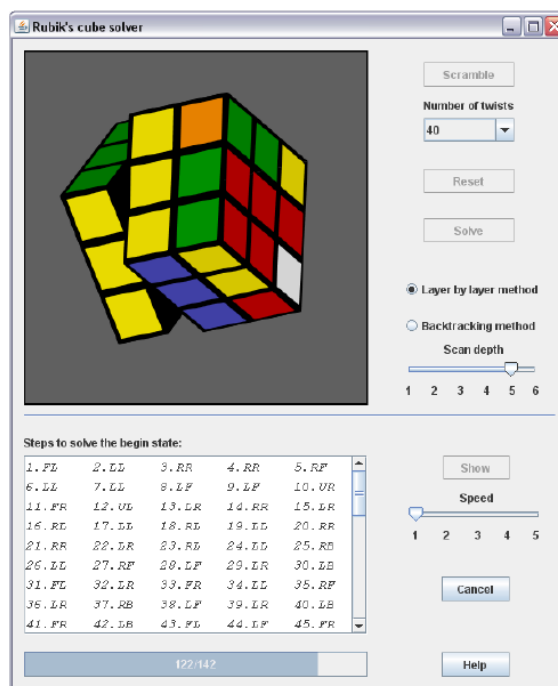 Rubik's cube solver
Scramble
Number of twists
40
Reset
Solve
Layer by layer method
Backtracking method
Scan depth
1 2 3 4 5 6
Steps to solve the begin state:
1.FL 2.LL 3.RR 4.RR 5.RF
6.LL 7.LL 8.LF 9.LF 10.UR
11.FR 12.UL 13.LR 14.RR 15.LR
16.RL 17.LL 18.RL 19.LL 20.RR
21.RR 22.LR 23.RL 24.LL 25.RB
26.LL 27.RF 28.LF 29.LR 30.LB
31.FL 32.LR 33.FR 34.LL 35.RF
36.LR 37.RB 38.LF 39.LR 40.LB
41.FR 42.LB 43.FL 44.LF 45.FR
Show
Speed
1 2 3 4 5
Cancel
122/142
Help